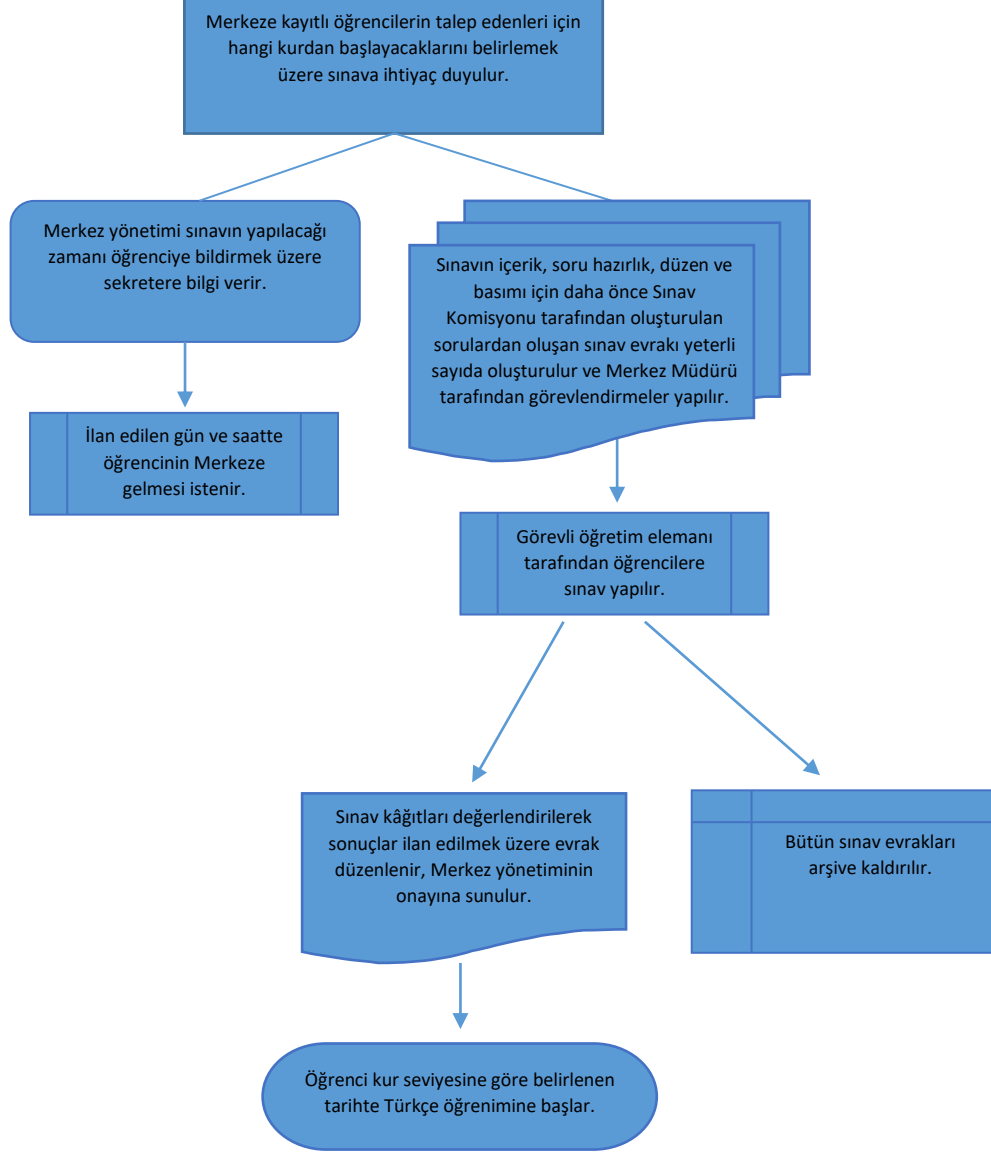 Merkeze kayıtlı öğrencilerin talep edenleri için
hangi kurdan başlayacaklarını belirlemek
üzere sınava ihtiyaç duyulur.
Merkez yönetimi sınavın yapılacağı
zamanı öğrenciye bildirmek üzere
sekretere bilgi verir.
Sınavın içerik, soru hazırlık, düzen ve
basımı için daha önce Sınav
Komisyonu tarafından oluşturulan
sorulardan oluşan sınav evrakı yeterli
sayıda oluşturulur ve Merkez Müdürü
tarafından görevlendirmeler yapılır.
İlan edilen gün ve saatte
öğrencinin Merkeze
gelmesi istenir.
Görevli öğretim elemanı
tarafından öğrencilere
sınav yapılır.
Sınav kâğıtları değerlendirilerek
sonuçlar ilan edilmek üzere evrak
düzenlenir, Merkez yönetiminin
onayına sunulur.
Bütün sınav evrakları
arşive kaldırılır.
Öğrenci kur seviyesine göre belirlenen
tarihte Türkçe öğrenimine başlar.